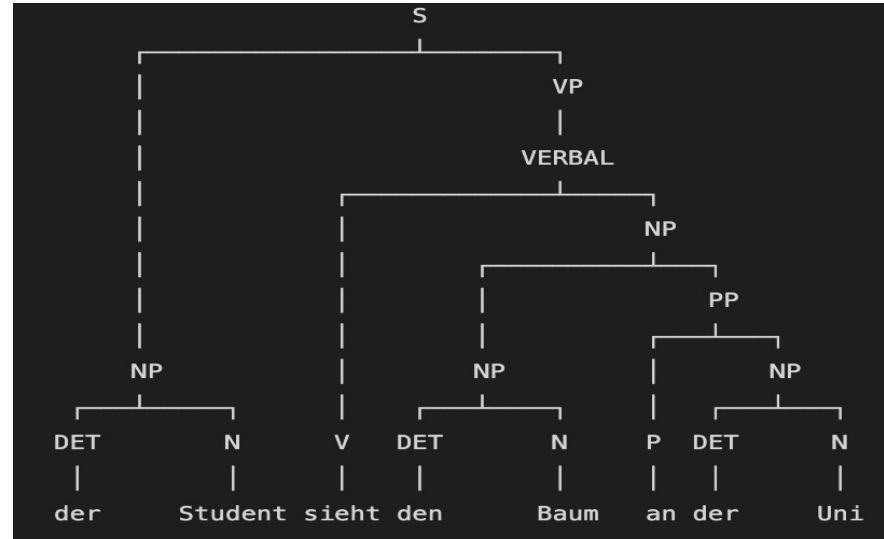 S
VP
VERBAL
NP
PP
NP NP NP
DET N V DET N P DET N
der Student sieht den Baum an der Uni